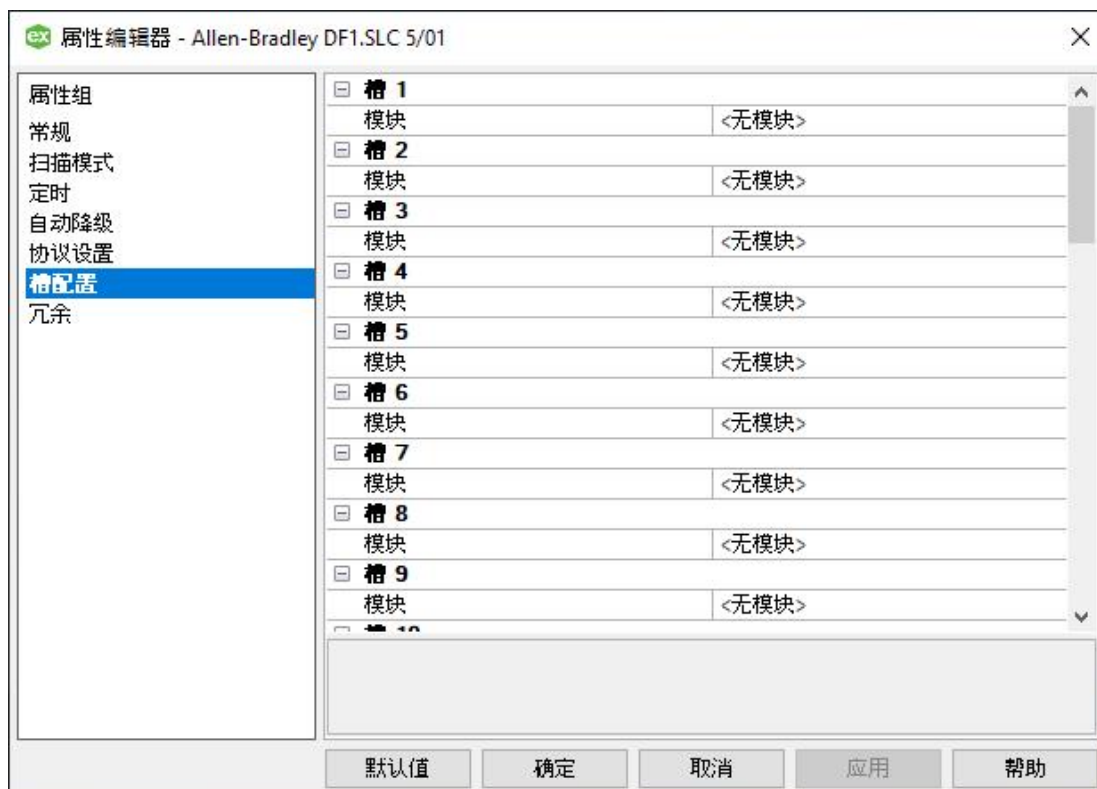 ex 属性编辑器 - Allen-Bradley DF1.SLC 5/01
属性组
常规
扫描模式
定时
自动降级
协议设置
槽配置
冗余
槽 1
模块 <无模块>
槽 2
模块 <无模块>
槽 3
模块 <无模块>
槽 4
模块 <无模块>
槽 5
模块 <无模块>
槽 6
模块 <无模块>
槽 7
模块 <无模块>
槽 8
模块 <无模块>
槽 9
模块 <无模块>
默认值 确定 取消 应用 帮助